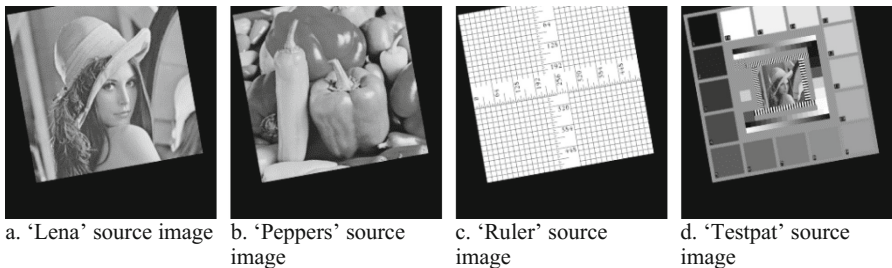 a. ‘Lena’ source image
b. ‘Peppers’ source
image
c. ‘Ruler’ source
image
d. ‘Testpat’ source
image